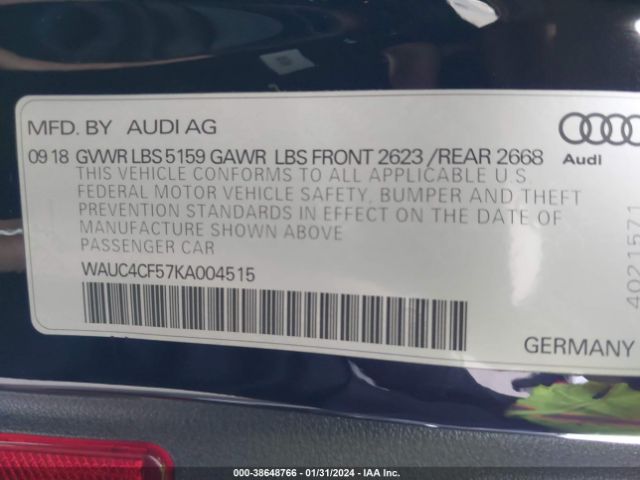 MFD. BY AUDI AG
09 18 GVWR LBS 5159 GAWR LBS FRONT 2623 /REAR 2668
Audi
THIS VEHICLE CONFORMS TO ALL APPLICABLE U S
FEDERAL MOTOR VEHICLE SAFETY, BUMPER AND THEFT
PREVENTION STANDARDS IN EFFECT ON THE DATE OF
MANUFACTURE SHOWN ABOVE
PASSENGER CAR
WAUC4CF57KA004515
4021571
GERMANY
000-38648766 - 01/31/2024 - IAA Inc.